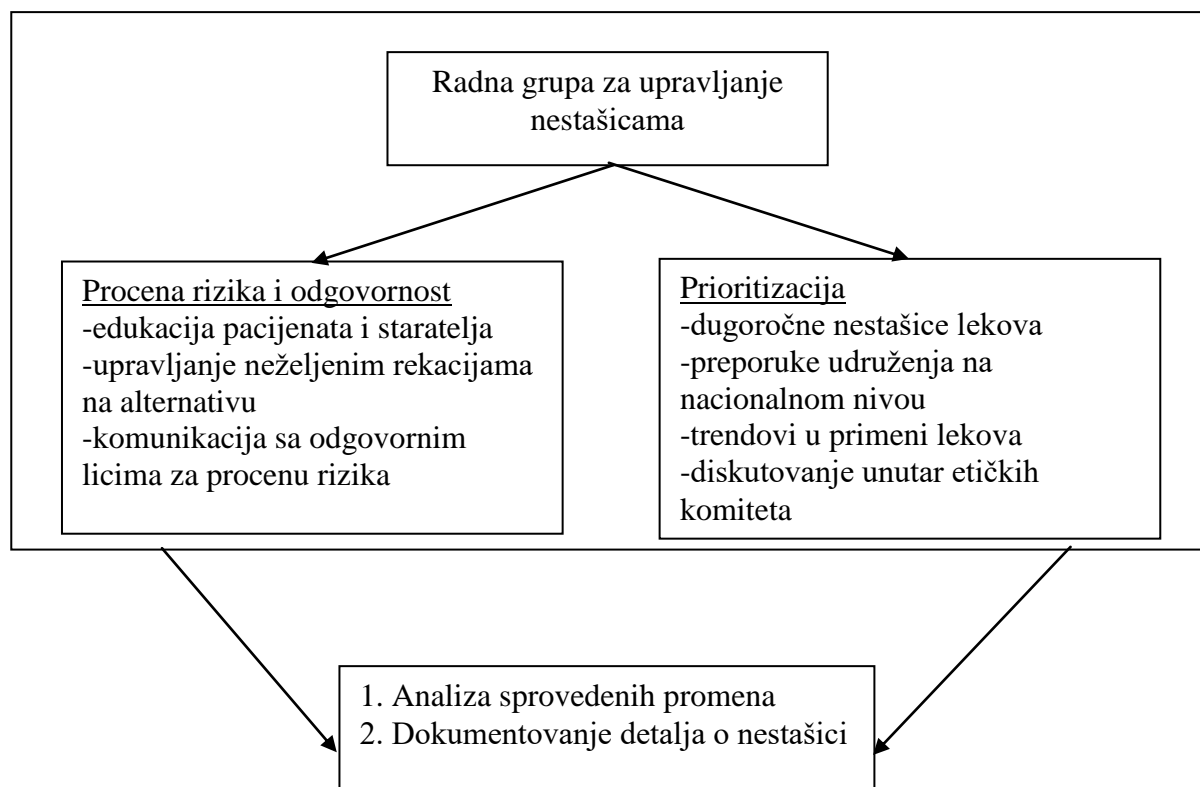 Radna grupa za upravljanje
nestašicama
Procena rizika i odgovornost
-edukacija pacijenata i staratelja
-upravljanje neželjenim rekacijama
na alternativu
-komunikacija sa odgovornim
licima za procenu rizika
Prioritizacija
-dugoročne nestašice lekova
-preporuke udruženja na
nacionalnom nivou
-trendovi u primeni lekova
-diskutovanje unutar etičkih
komiteta
1. Analiza sprovedenih promena
2. Dokumentovanje detalja o nestašici